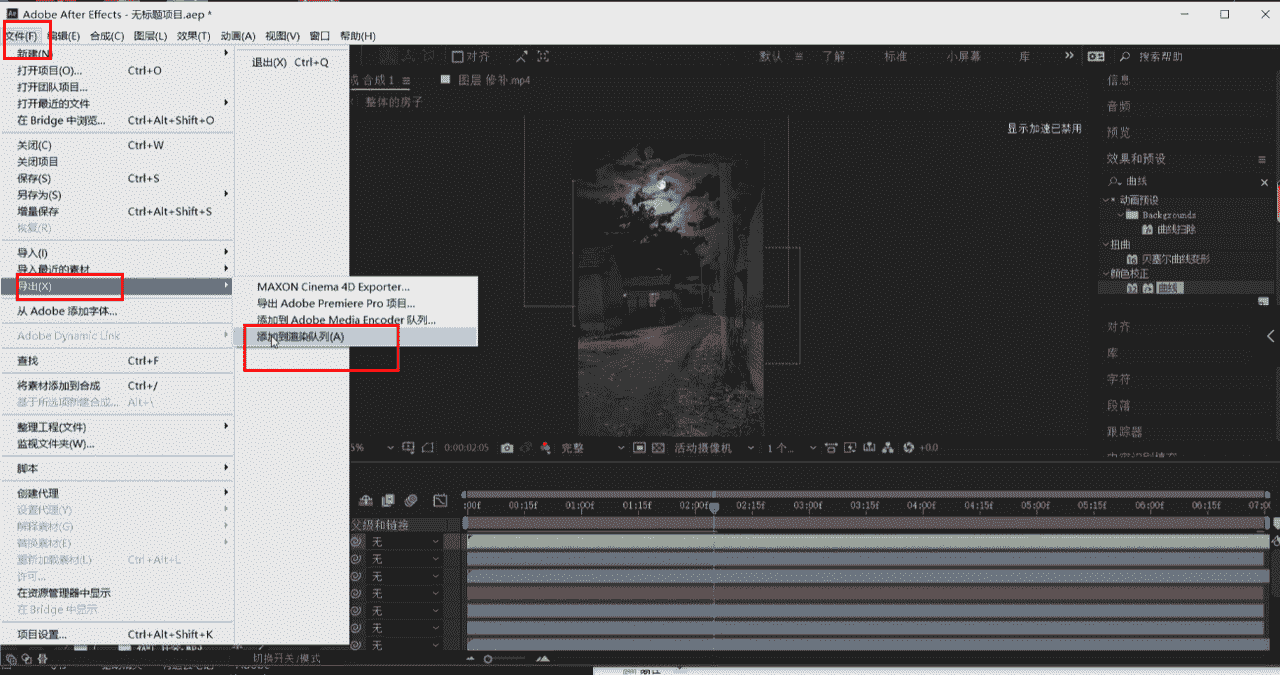 Adobe After Effects - 无标题项目.aep *
文件(F) 编辑(E) 合成(C) 图层(L) 效果(T) 动画(A) 视图(V) 窗口 帮助(H)
新建(N)
打开项目(O)... Ctrl+O
打开团队项目...
打开最近的文件
在 Bridge 中浏览... Ctrl+Alt+Shift+O
关闭(C) Ctrl+W
关闭项目
保存(S) Ctrl+S
另存为(S)
增量保存 Ctrl+Alt+Shift+S
恢复(R)
导入(I)
导入最近的素材
导出(X)
从 Adobe 添加字体...
Adobe Dynamic Link
查找 Ctrl+F
将素材添加到合成 Ctrl+/
基于所选项新建合成... Alt+\
整理工程(文件)
监视文件夹(W)...
脚本
创建代理
设置代理(Y)
解释素材(G)
替换素材(E)
重新加载素材(L) Ctrl+Alt+L
许可...
在资源管理器中显示
在 Bridge 中显示
项目设置... Ctrl+Alt+Shift+K
退出(X) Ctrl+Q
MAXON Cinema 4D Exporter...
导出 Adobe Premiere Pro 项目...
添加到 Adobe Media Encoder 队列...
添加到渲染队列(A)
对齐
默认 了解 标准 小屏幕 库 搜索帮助
合成 1 图层 修补.mp4
整体的房子
显示加速已禁用
信息
音频
预览
效果和预设
曲线
动画预设
Backgrounds
曲线扫除
扭曲
贝塞尔曲线变形
颜色校正
曲线
对齐
库
字符
段落
跟踪器
内容识别填充
5% 0:00:02:05 完整 活动摄像机 1 个... +0.0
:00f 00:15f 01:00f 01:15f 02:00f 02:15f 03:00f 03:15f 04:00f 04:15f 05:00f 05:15f 06:00f 06:15f 07:00
父级和链接
无
无
无
无
无
无
无
切换开关/模式